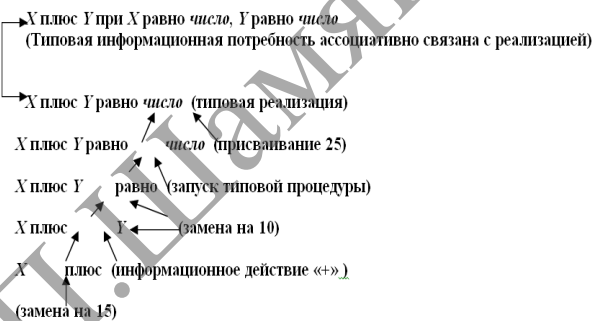 X плюс Y при X равно число, Y равно число
(Типовая информационная потребность ассоциативно связана с реализацией)
X плюс Y равно число (типовая реализация)
X плюс Y равно число (присваивание 25)
X плюс Y равно (запуск типовой процедуры)
X плюс Y (замена на 10)
X плюс (информационное действие «+» )
(замена на 15)